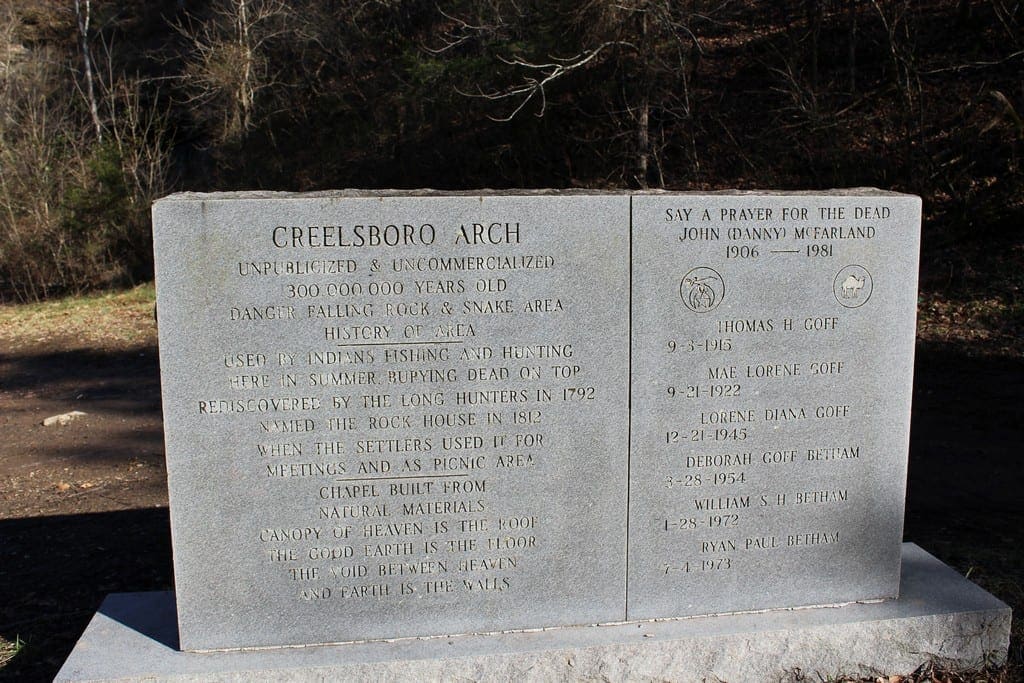 CREELSBORO ARCH
UNPUBLICIZED & UNCOMMERCIALIZED
300.000.000 YEARS OLD
DANGER FALLING ROCK & SNAKE AREA
HISTORY OF AREA
USED BY INDIANS FISHING AND HUNTING
HERE IN SUMMER, BURYING DEAD ON TOP
REDISCOVERED BY THE LONG HUNTERS IN 1792
NAMED THE ROCK HOUSE IN 1812
WHEN THE SETTLERS USED IT FOR
MEETINGS AND AS PICNIC AREA
CHAPEL BUILT FROM
NATURAL MATERIALS
CANOPY OF HEAVEN IS THE ROOF
THE GOOD EARTH IS THE FLOOR
THE VOID BETWEEN HEAVEN
AND EARTH IS THE WALLS
SAY A PRAYER FOR THE DEAD
JOHN (DANNY) McFARLAND
1906 — 1981
THOMAS H. GOFF
9-3-1915
MAE LORENE GOFF
9-21-1922
LORENE DIANA GOFF
12-21-1945
DEBORAH GOFF BETHAM
3-28-1954
WILLIAM S. H. BETHAM
1-28-1972
RYAN PAUL BETHAM
7-4-1973